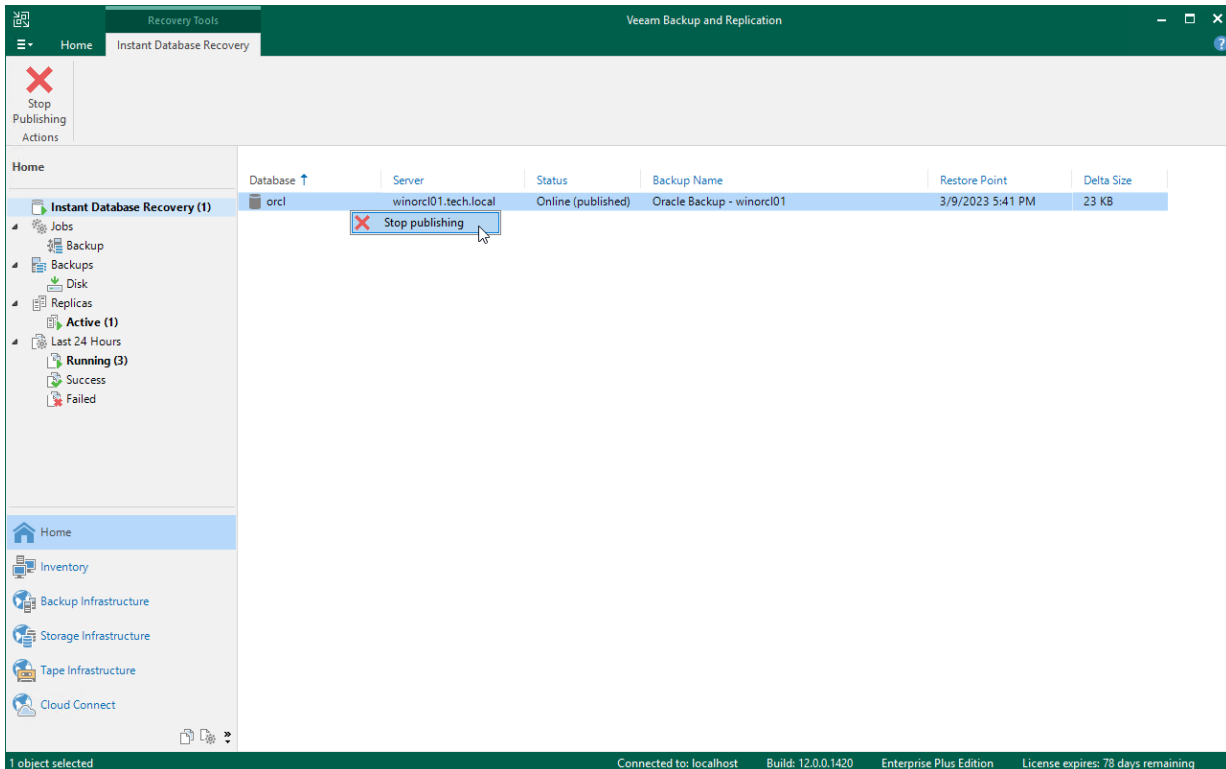 Recovery Tools
Veeam Backup and Replication
Home
Instant Database Recovery
?
Stop
Publishing
Actions
Home
Instant Database Recovery (1)
Jobs
Backup
Backups
Disk
Replicas
Active (1)
Last 24 Hours
Running (3)
Success
Failed
Database Server Status Backup Name Restore Point Delta Size
orcl winorcl01.tech.local Online (published) Oracle Backup - winorcl01 3/9/2023 5:41 PM 23 KB
Stop publishing
Home
Inventory
Backup Infrastructure
Storage Infrastructure
Tape Infrastructure
Cloud Connect
1 object selected Connected to: localhost Build: 12.0.0.1420 Enterprise Plus Edition License expires: 78 days remaining